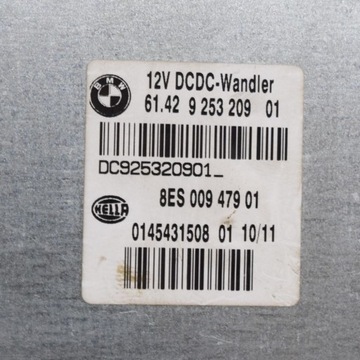 BMW
12V DCDC-Wandler
61.42 9 253 209 01
DC925320901_
HELLA
8ES 009 479 01
0145431508 01 10/11